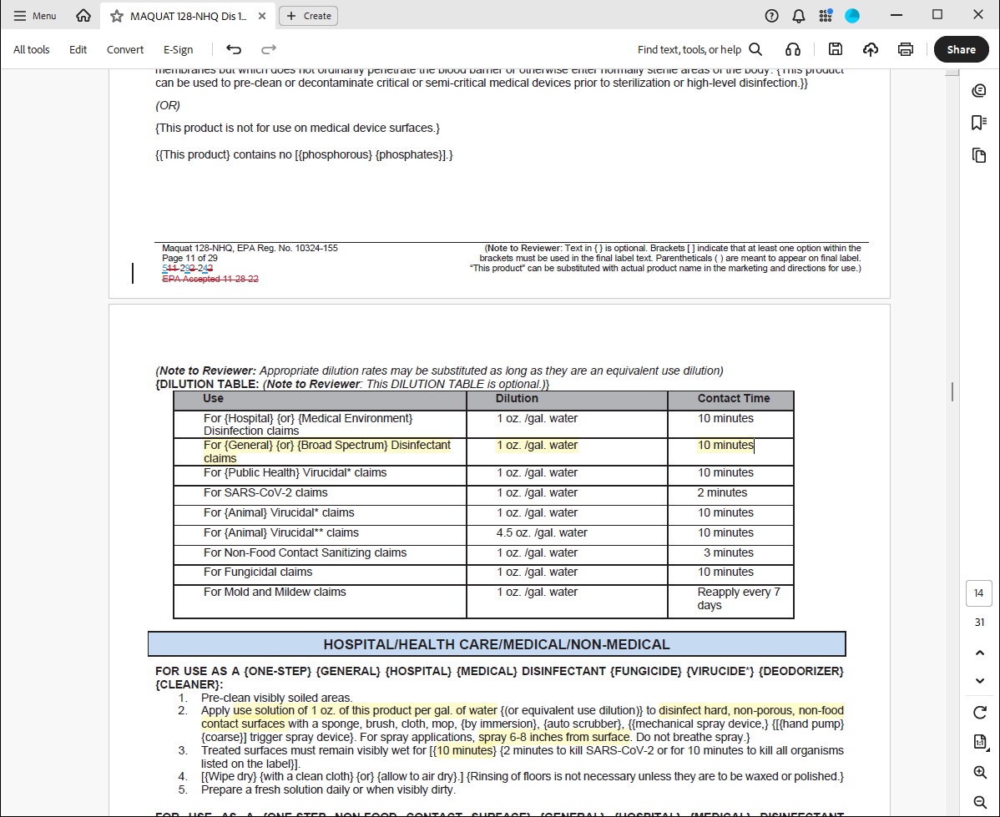 Menu
MAQUAT 128-NHQ Dis 1...
Create
All tools Edit Convert E-Sign
Find text, tools, or help
Share
membranes but which does not ordinarily penetrate the blood barrier or otherwise enter normally sterile areas of the body. {This product
can be used to pre-clean or decontaminate critical or semi-critical medical devices prior to sterilization or high-level disinfection.}}
(OR)
{This product is not for use on medical device surfaces.}
{{This product} contains no [{phosphorous} {phosphates}].}
Maquat 128-NHQ, EPA Reg. No. 10324-155
Page 11 of 29
EPA Accepted 11-28-22
(Note to Reviewer: Text in { } is optional. Brackets [ ] indicate that at least one option within the
brackets must be used in the final label text. Parentheticals ( ) are meant to appear on final label.
“This product” can be substituted with actual product name in the marketing and directions for use.)
(Note to Reviewer: Appropriate dilution rates may be substituted as long as they are an equivalent use dilution)
{DILUTION TABLE: (Note to Reviewer: This DILUTION TABLE is optional.)}
Use Dilution Contact Time
For {Hospital} {or} {Medical Environment} 1 oz. /gal. water 10 minutes
Disinfection claims
For {General} {or} {Broad Spectrum} Disinfectant 1 oz. /gal. water 10 minutes
claims
For {Public Health} Virucidal* claims 1 oz. /gal. water 10 minutes
For SARS-CoV-2 claims 1 oz. /gal. water 2 minutes
For {Animal} Virucidal* claims 1 oz. /gal. water 10 minutes
For {Animal} Virucidal** claims 4.5 oz. /gal. water 10 minutes
For Non-Food Contact Sanitizing claims 1 oz. /gal. water 3 minutes
For Fungicidal claims 1 oz. /gal. water 10 minutes
For Mold and Mildew claims 1 oz. /gal. water Reapply every 7
days
HOSPITAL/HEALTH CARE/MEDICAL/NON-MEDICAL
FOR USE AS A {ONE-STEP} {GENERAL} {HOSPITAL} {MEDICAL} DISINFECTANT {FUNGICIDE} {VIRUCIDE*} {DEODORIZER}
{CLEANER}:
1. Pre-clean visibly soiled areas.
2. Apply use solution of 1 oz. of this product per gal. of water {(or equivalent use dilution)} to disinfect hard, non-porous, non-food
contact surfaces with a sponge, brush, cloth, mop, {by immersion}, {auto scrubber}, {{mechanical spray device,} {[{hand pump}
{coarse}] trigger spray device}. For spray applications, spray 6-8 inches from surface. Do not breathe spray.}
3. Treated surfaces must remain visibly wet for [{10 minutes} {2 minutes to kill SARS-CoV-2 or for 10 minutes to kill all organisms
listed on the label}].
4. [{Wipe dry} {with a clean cloth} {or} {allow to air dry}.] {Rinsing of floors is not necessary unless they are to be waxed or polished.}
5. Prepare a fresh solution daily or when visibly dirty.
FOR USE AS A {ONE-STEP NON-FOOD CONTACT SURFACE} {GENERAL} {HOSPITAL} {MEDICAL} DISINFECTANT
14
31